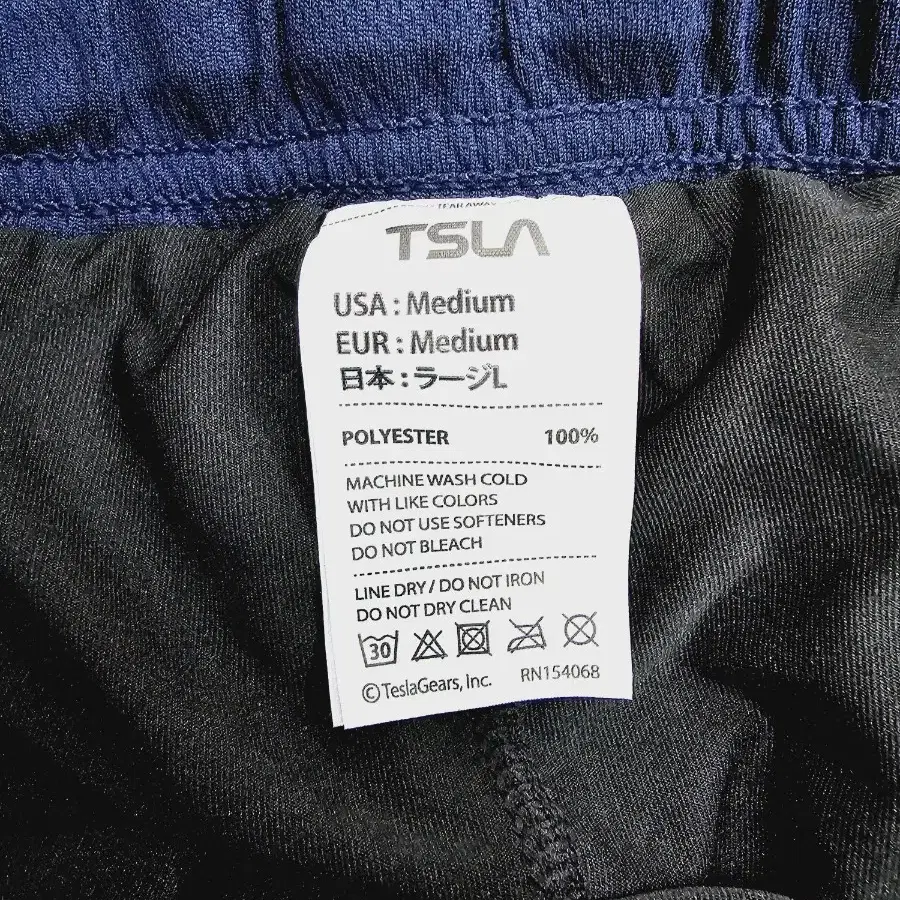 TEAR AWAY
TSLA
USA : Medium
EUR : Medium
日本 : ラージL
POLYESTER 100%
MACHINE WASH COLD
WITH LIKE COLORS
DO NOT USE SOFTENERS
DO NOT BLEACH
LINE DRY / DO NOT IRON
DO NOT DRY CLEAN
30
©TeslaGears, Inc. RN154068